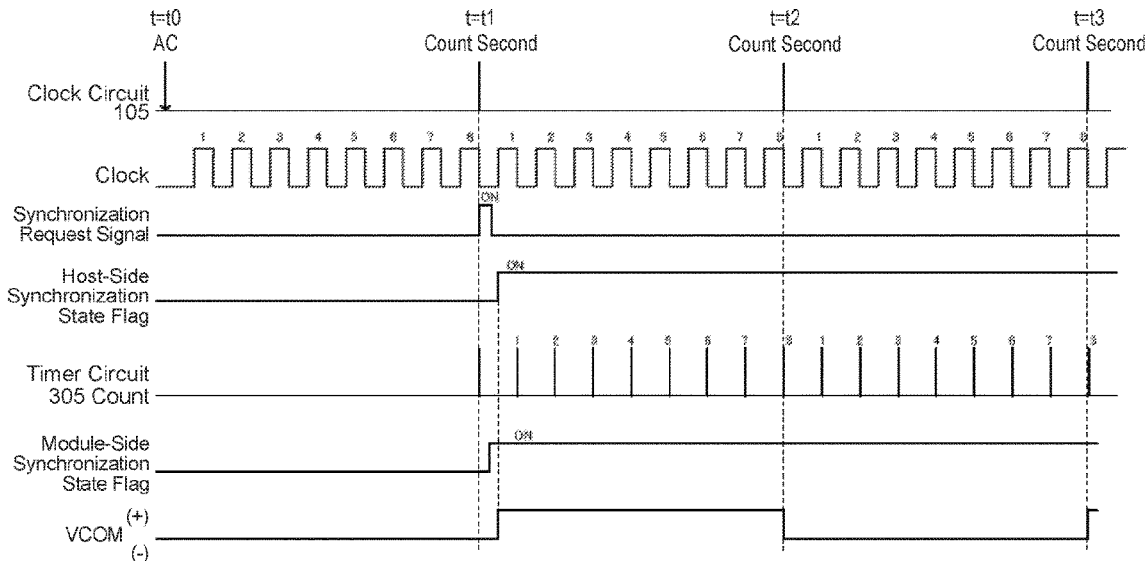 t=t0 t=t1 t=t2 t=t3
AC Count Second Count Second Count Second
Clock Circuit
105
1 2 3 4 5 6 7 8 1 2 3 4 5 6 7 8 1 2 3 4 5 6 7 8
Clock
ON
Synchronization
Request Signal
ON
Host-Side
Synchronization
State Flag
1 2 3 4 5 6 7 8 1 2 3 4 5 6 7 8
Timer Circuit
305 Count
ON
Module-Side
Synchronization
State Flag
(+)
VCOM
(-)